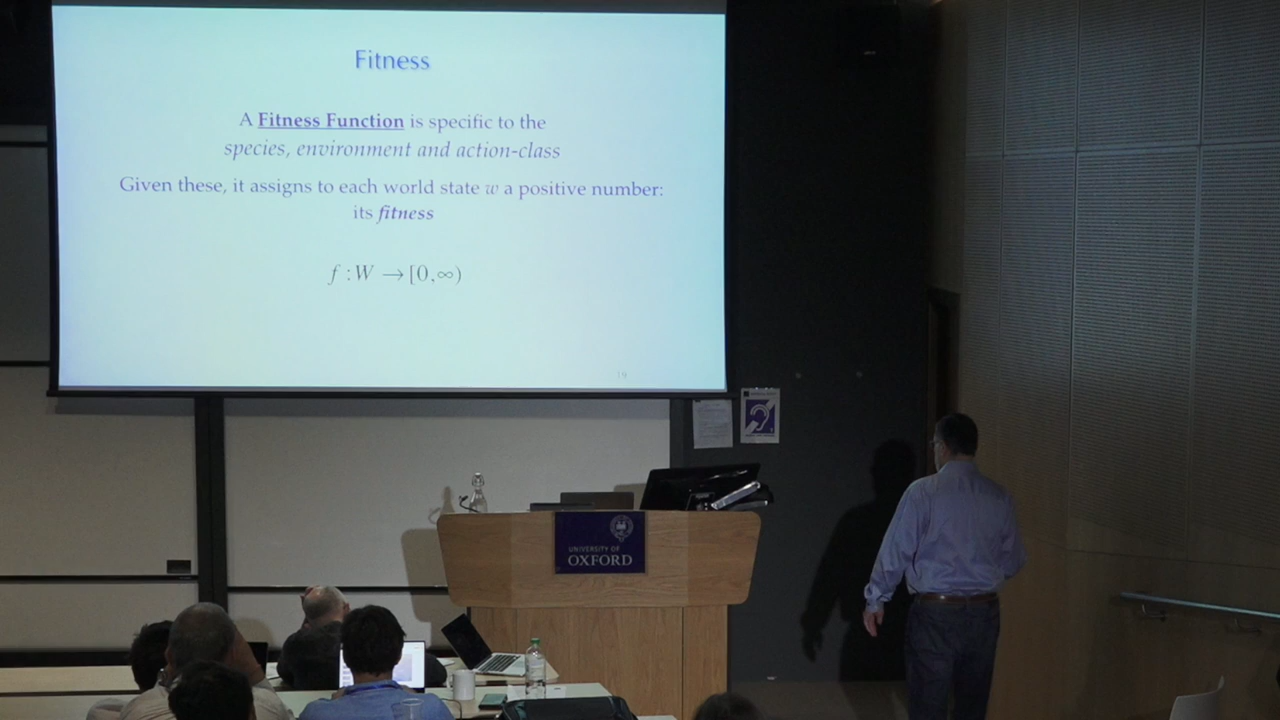 Fitness
A Fitness Function is specific to the
species, environment and action-class
Given these, it assigns to each world state w a positive number:
its fitness
f : W → [0,∞)
19
UNIVERSITY OF
OXFORD